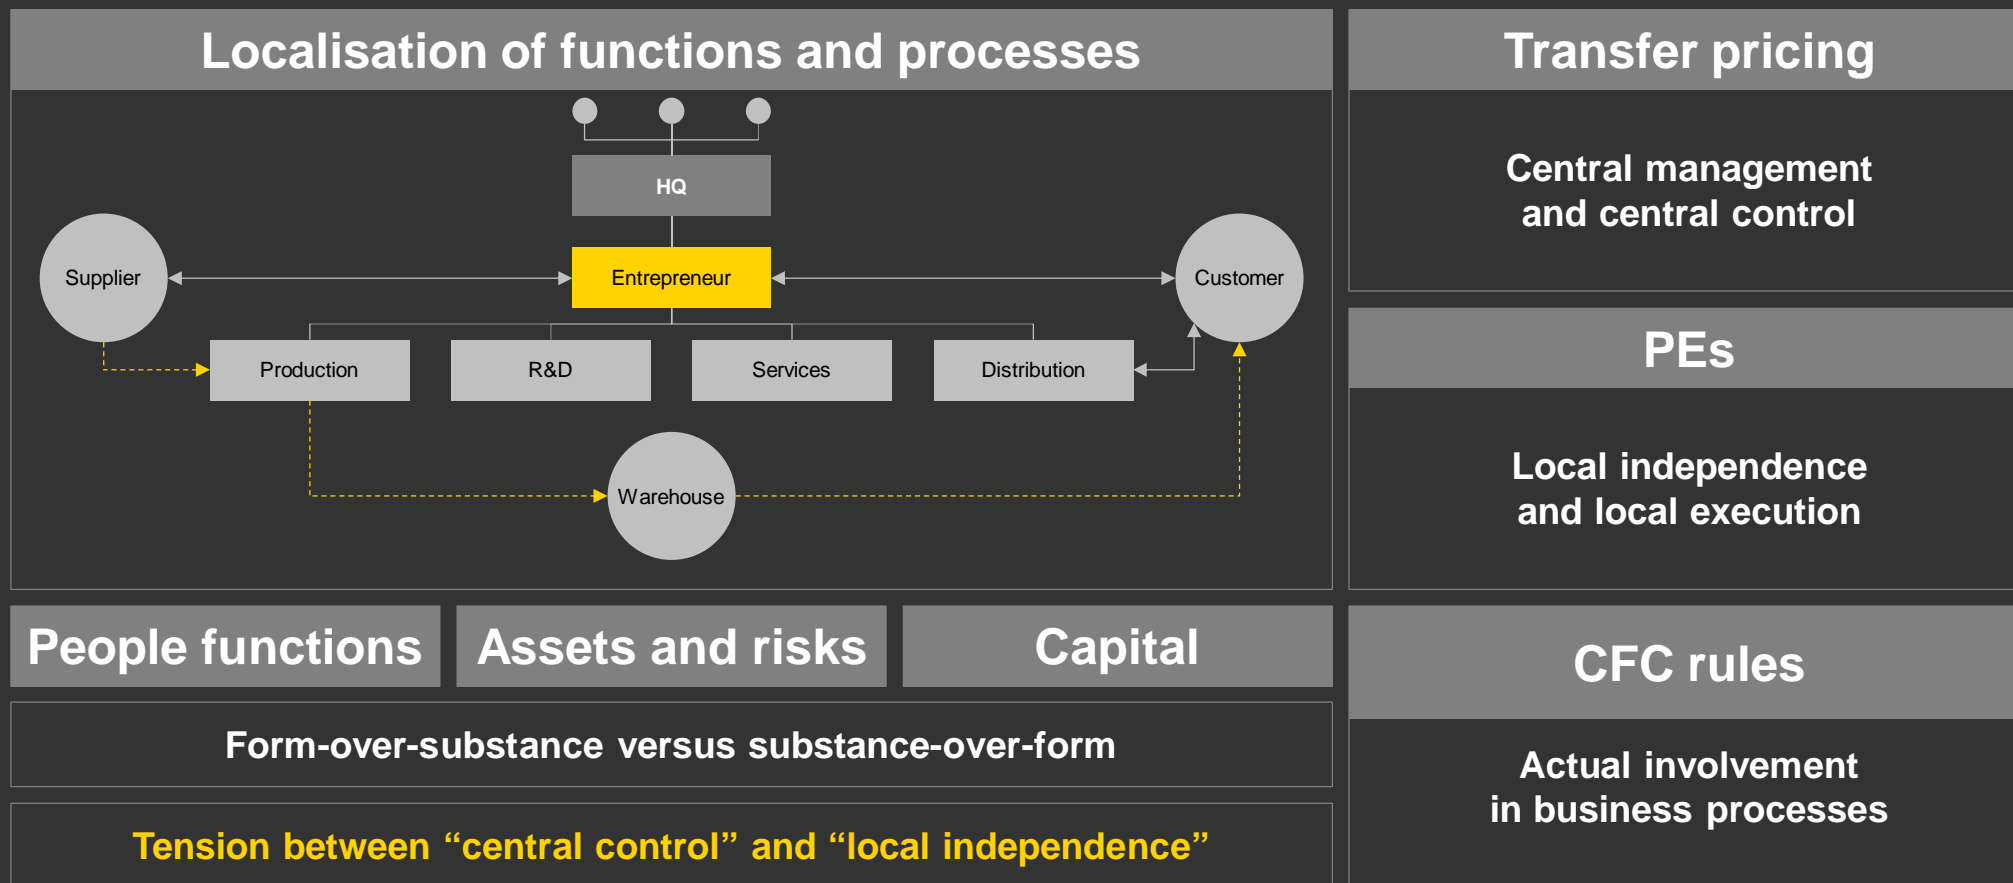 Localisation of functions and processes
HQ
Supplier
Entrepreneur
Customer
Production
R&D
Services
Distribution
Warehouse
People functions
Assets and risks
Capital
Form-over-substance versus substance-over-form
Tension between “central control” and “local independence”
Transfer pricing
Central management
and central control
PEs
Local independence
and local execution
CFC rules
Actual involvement
in business processes